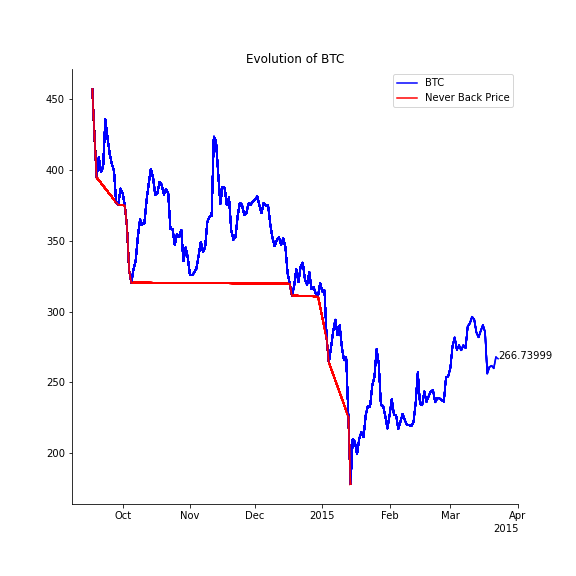 Evolution of BTC
BTC
Never Back Price
450
400
350
300
250
200
266.73999
Oct
Nov
Dec
2015
Feb
Mar
Apr
2015